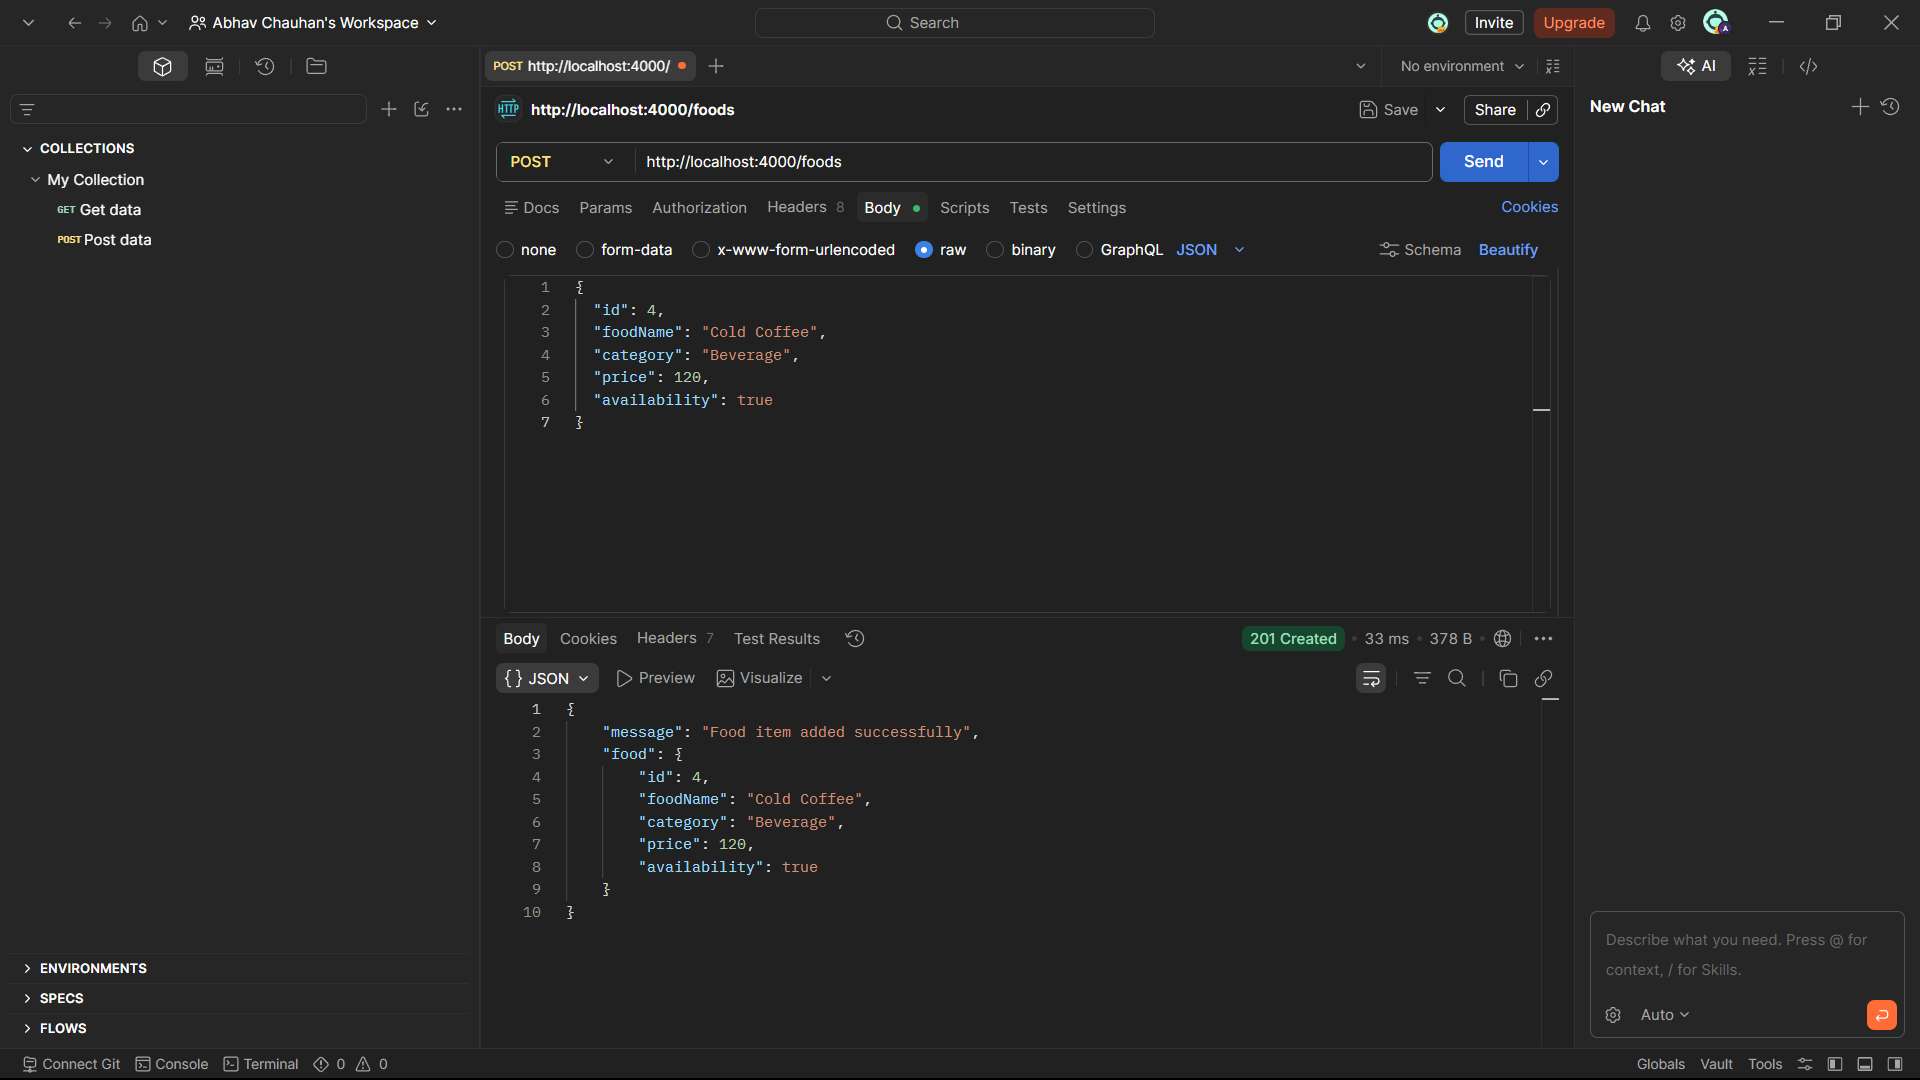 Abhav Chauhan's Workspace
Search
A
Invite
Upgrade
POST http://localhost:4000/
No environment
AI
http://localhost:4000/foods
HTTP
Save
Share
New Chat
COLLECTIONS
My Collection
GET Get data
POST Post data
POST
http://localhost:4000/foods
Send
Docs Params Authorization Headers 8 Body Scripts Tests Settings
Cookies
none form-data x-www-form-urlencoded raw binary GraphQL JSON
Schema Beautify
1 {
2 "id": 4,
3 "foodName": "Cold Coffee",
4 "category": "Beverage",
5 "price": 120,
6 "availability": true
7 }
Body Cookies Headers 7 Test Results
201 Created • 33 ms • 378 B •
{} JSON Preview Visualize
1 {
2 "message": "Food item added successfully",
3 "food": {
4 "id": 4,
5 "foodName": "Cold Coffee",
6 "category": "Beverage",
7 "price": 120,
8 "availability": true
9 }
10 }
ENVIRONMENTS
SPECS
FLOWS
Describe what you need. Press @ for
context, / for Skills.
Auto
Connect Git Console Terminal 0 0
Globals Vault Tools